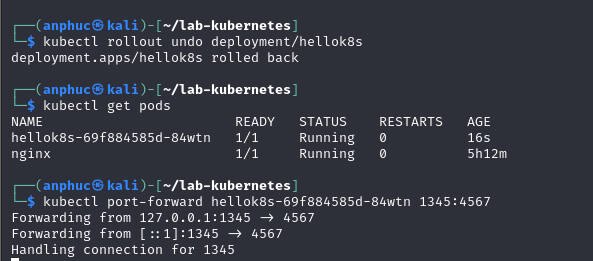 ┌──(anphuc㉿kali)-[~/lab-kubernetes]
└─$ kubectl rollout undo deployment/hellok8s
deployment.apps/hellok8s rolled back
┌──(anphuc㉿kali)-[~/lab-kubernetes]
└─$ kubectl get pods
NAME                        READY   STATUS    RESTARTS   AGE
hellok8s-69f884585d-84wtn   1/1     Running   0          16s
nginx                       1/1     Running   0          5h12m
┌──(anphuc㉿kali)-[~/lab-kubernetes]
└─$ kubectl port-forward hellok8s-69f884585d-84wtn 1345:4567
Forwarding from 127.0.0.1:1345 -> 4567
Forwarding from [::1]:1345 -> 4567
Handling connection for 1345